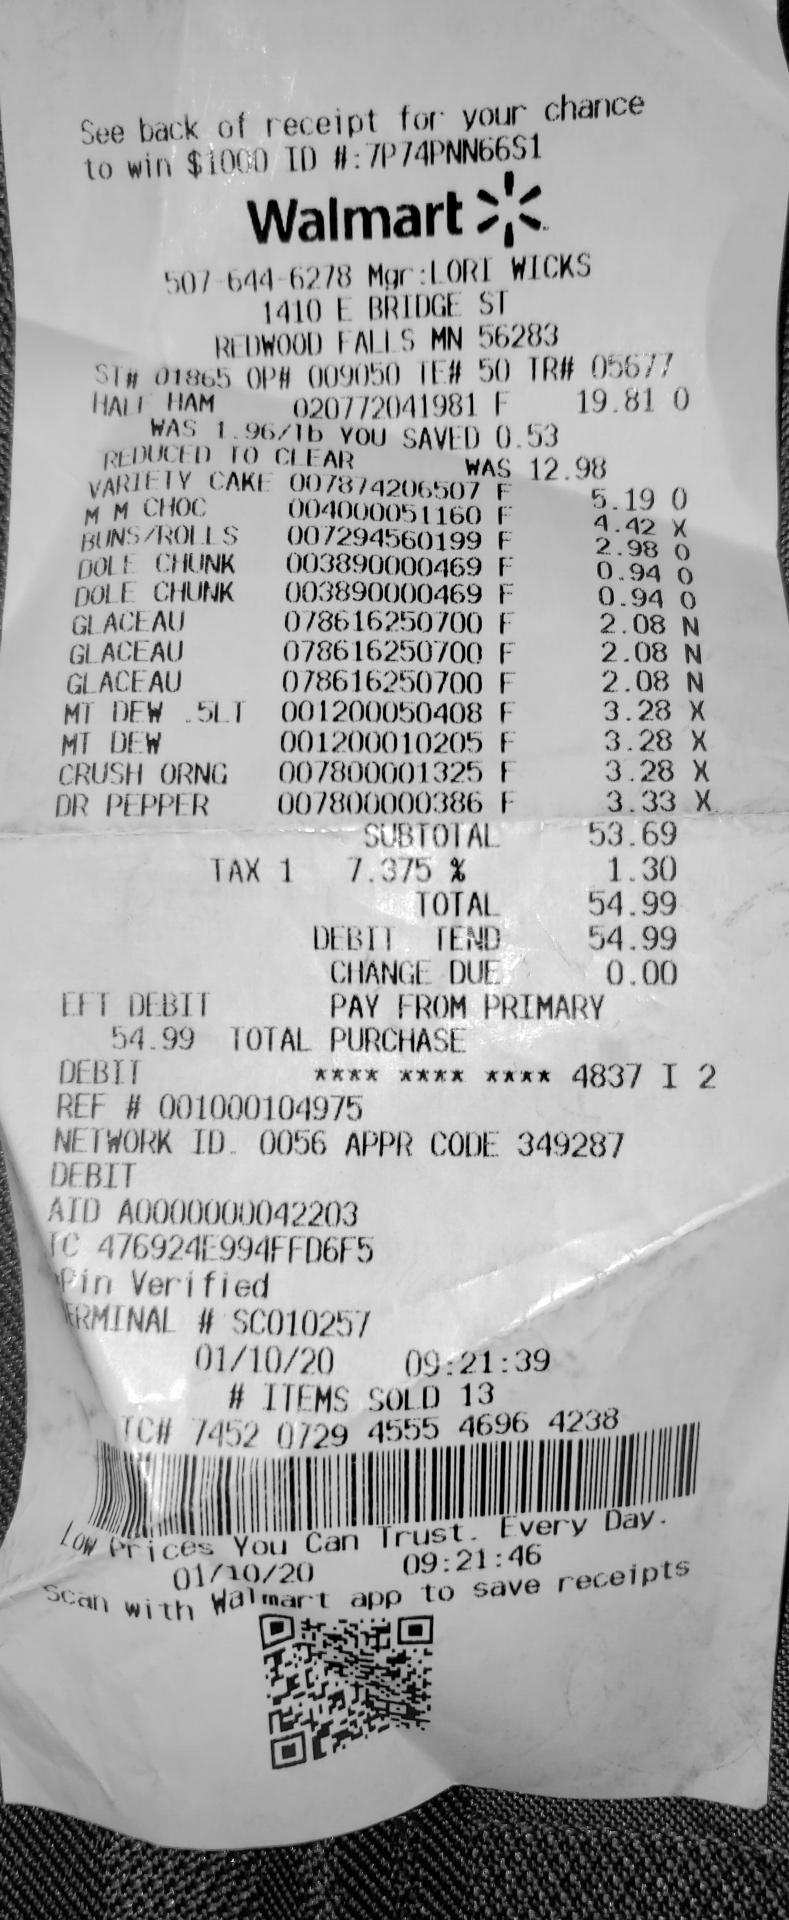 See back of receipt for your chance
to win $1000 ID #:7P74PNN66S1
Walmart
507-644-6278 Mgr:LORI WICKS
1410 E BRIDGE ST
REDWOOD FALLS MN 56283
ST# 01865 OP# 009050 TE# 50 TR# 05677
HALF HAM 020772041981 F 19.81 O
WAS 1.96/lb YOU SAVED 0.53
REDUCED TO CLEAR WAS 12.98
VARIETY CAKE 007874206507 F 5.19 O
M M CHOC 004000051160 F 4.42 X
BUNS/ROLLS 007294560199 F 2.98 O
DOLE CHUNK 003890000469 F 0.94 O
DOLE CHUNK 003890000469 F 0.94 O
GLACEAU 078616250700 F 2.08 N
GLACEAU 078616250700 F 2.08 N
GLACEAU 078616250700 F 2.08 N
MT DEW .5LT 001200050408 F 3.28 X
MT DEW 001200010205 F 3.28 X
CRUSH ORNG 007800001325 F 3.28 X
DR PEPPER 007800000386 F 3.33 X
SUBTOTAL 53.69
TAX 1 7.375 % 1.30
TOTAL 54.99
DEBIT TEND 54.99
CHANGE DUE 0.00
EFT DEBIT PAY FROM PRIMARY
54.99 TOTAL PURCHASE
DEBIT **** **** **** 4837 I 2
REF # 001000104975
NETWORK ID. 0056 APPR CODE 349287
DEBIT
AID A0000000042203
TC 476924E994FFD6F5
Pin Verified
ERMINAL # SC010257
01/10/20 09:21:39
# ITEMS SOLD 13
TC# 7452 0729 4555 4696 4238
Low Prices You Can Trust. Every Day.
01/10/20 09:21:46
Scan with Walmart app to save receipts